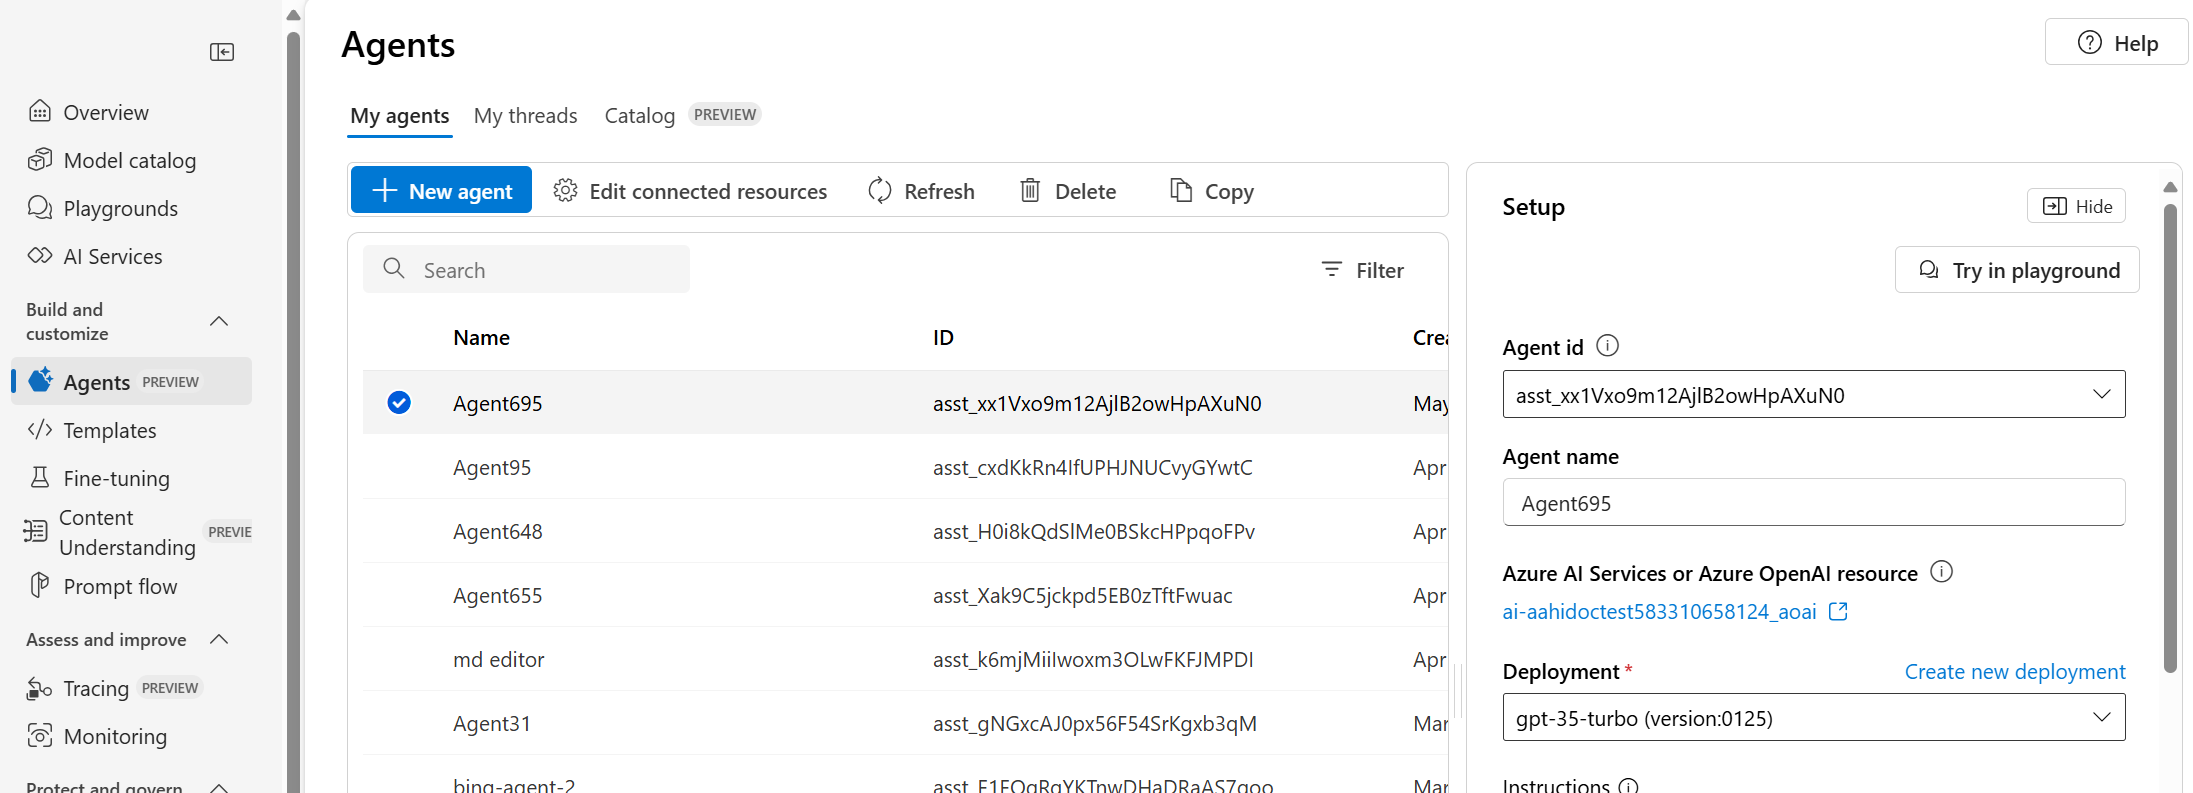 Agents
Help
My agents
My threads
Catalog
PREVIEW
Overview
Model catalog
Playgrounds
AI Services
Build and
customize
Agents PREVIEW
Templates
Fine-tuning
Content
Understanding
PREVIE
Prompt flow
Assess and improve
Tracing PREVIEW
Monitoring
Protect and govern
New agent
Edit connected resources
Refresh
Delete
Copy
Search
Filter
Name ID Crea
Agent695 asst_xx1Vxo9m12AjlB2owHpAXuN0 May
Agent95 asst_cxdKkRn4IfUPHJNUCvyGYwtC Apr
Agent648 asst_H0i8kQdSlMe0BSkcHPpqoFPv Apr
Agent655 asst_Xak9C5jckpd5EB0zTftFwuac Apr
md editor asst_k6mjMiiIwoxm3OLwFKFJMPDI Apr
Agent31 asst_gNGxcAJ0px56F54SrKgxb3qM Mar
bing-agent-2 Mar
Setup
Hide
Try in playground
Agent id
asst_xx1Vxo9m12AjlB2owHpAXuN0
Agent name
Agent695
Azure AI Services or Azure OpenAI resource
ai-aahidoctest583310658124_aoai
Deployment *
Create new deployment
gpt-35-turbo (version:0125)
Instructions